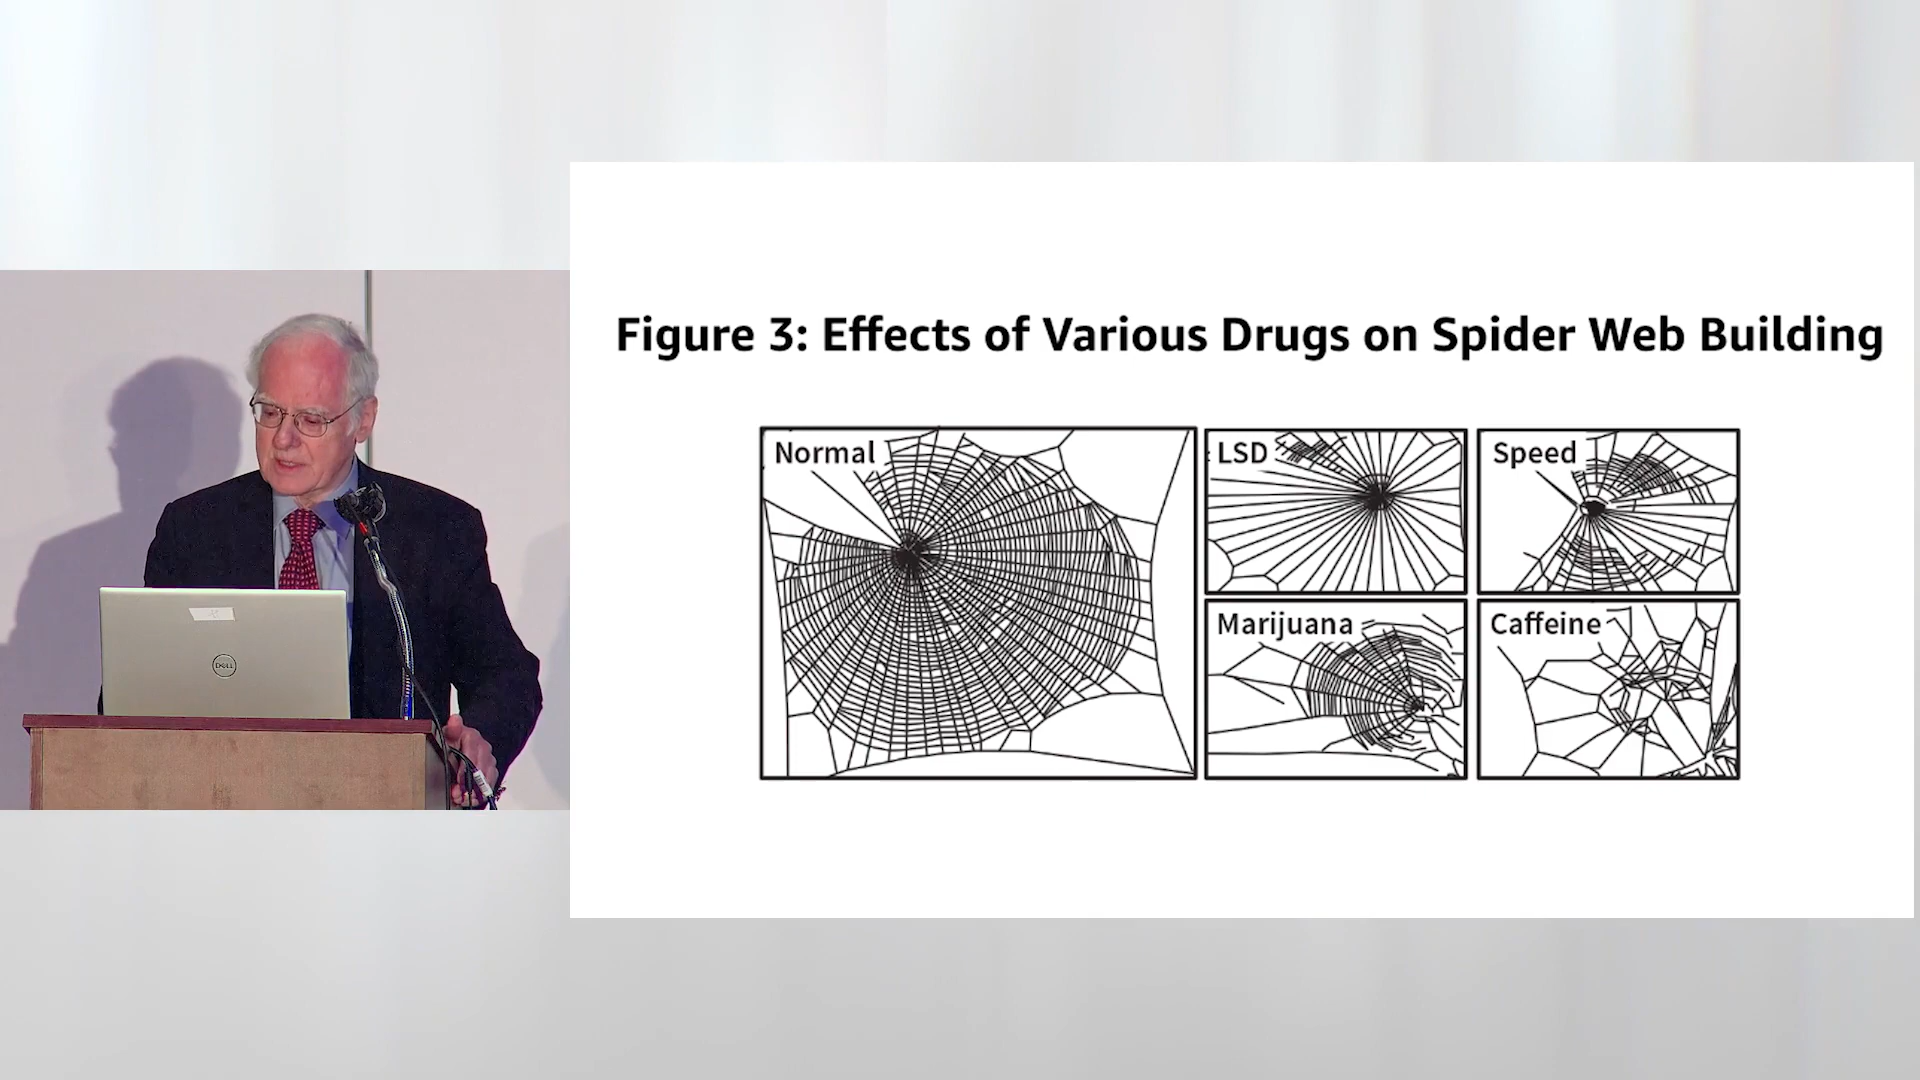 Figure 3: Effects of Various Drugs on Spider Web Building
Normal
LSD
Speed
Marijuana
Caffeine
DELL